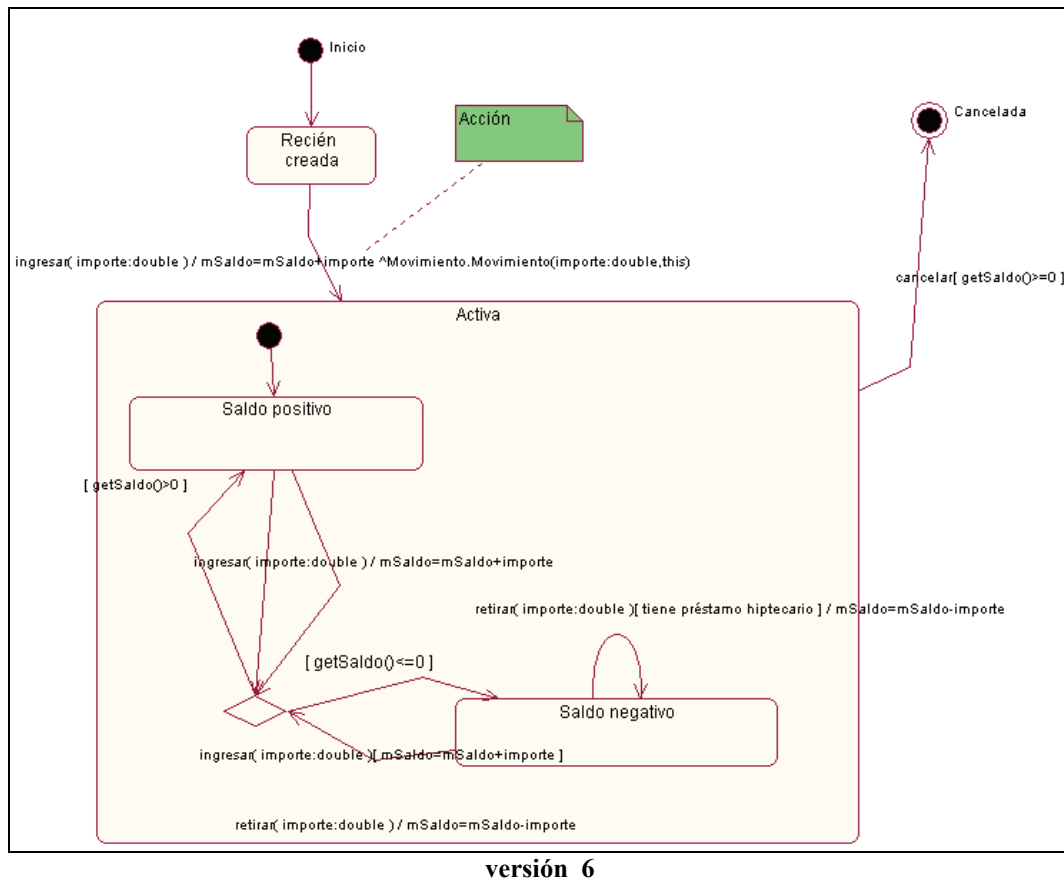 Inicio
Cancelada
Acción
Recién
creada
ingresar( importe:double ) / mSaldo=mSaldo+importe ^Movimiento.Movimiento(importe:double,this)
cancelar[ getSaldo()>=0 ]
Activa
Saldo positivo
[ getSaldo()>0 ]
ingresar( importe:double ) / mSaldo=mSaldo+importe
retirar( importe:double )[ tiene préstamo hiptecario ] / mSaldo=mSaldo-importe
[ getSaldo()<=0 ]
Saldo negativo
ingresar( importe:double )[ mSaldo=mSaldo+importe ]
retirar( importe:double ) / mSaldo=mSaldo-importe
versión 6